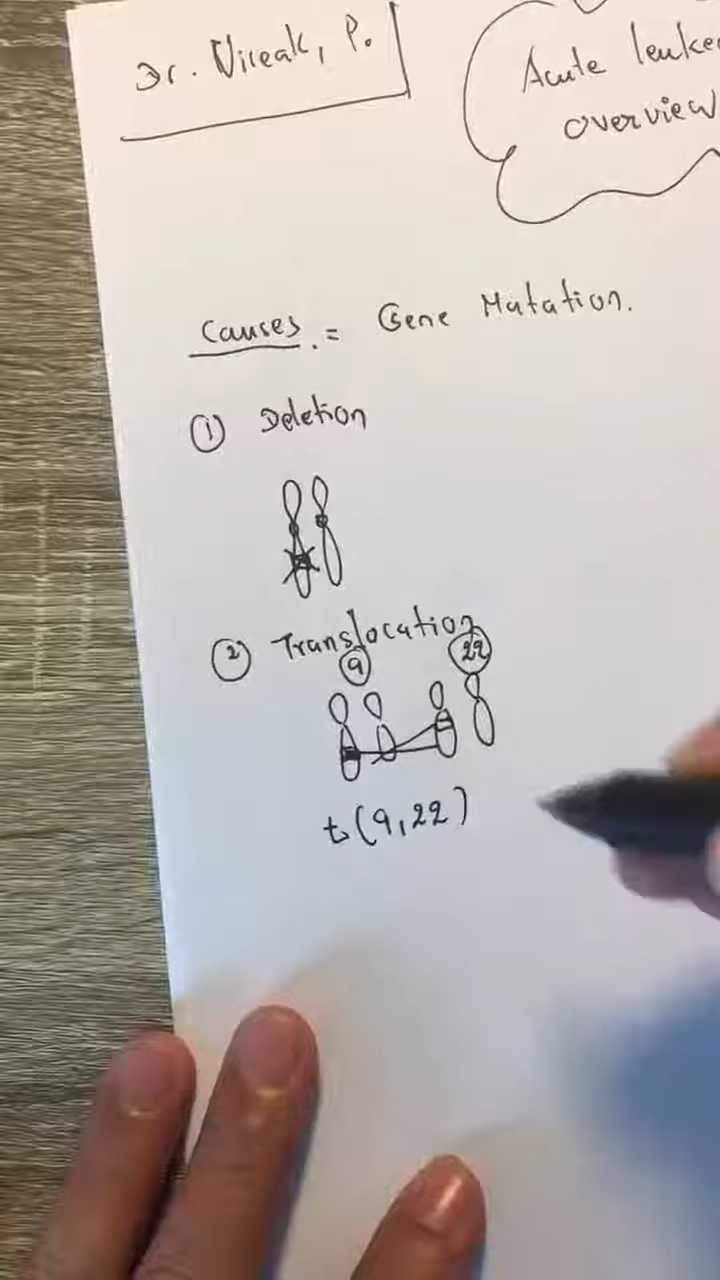 Dr. Vireak, P.
Acute leuke
overview
Causes. = Gene Mutation.
① Deletion
② Translocation
9 22
t(9,22)